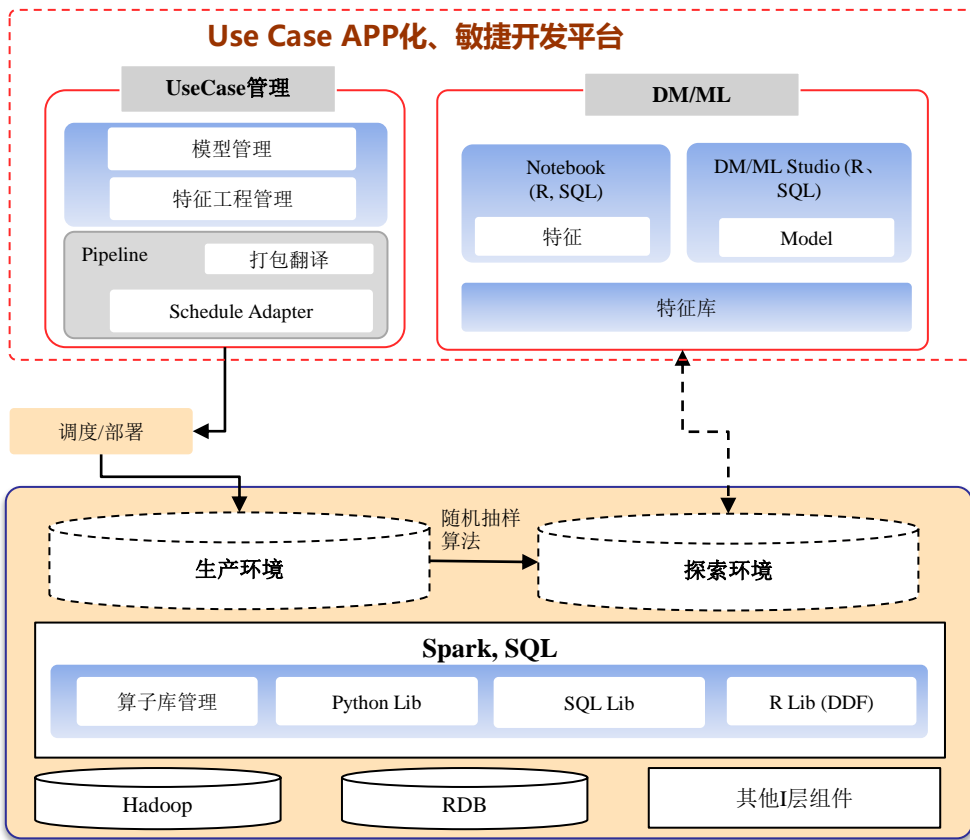 Use Case APP化、敏捷开发平台
UseCase管理
模型管理
特征工程管理
Pipeline
打包翻译
Schedule Adapter
DM/ML
Notebook
(R, SQL)
特征
DM/ML Studio (R、
SQL)
Model
特征库
调度/部署
生产环境
随机抽样
算法
探索环境
Spark, SQL
算子库管理
Python Lib
SQL Lib
R Lib (DDF)
Hadoop
RDB
其他I层组件